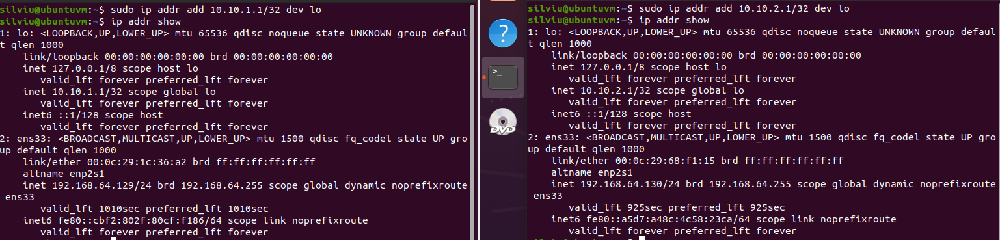 silviu@ubuntuvm:~$ sudo ip addr add 10.10.1.1/32 dev lo
silviu@ubuntuvm:~$ ip addr show
1: lo: <LOOPBACK,UP,LOWER_UP> mtu 65536 qdisc noqueue state UNKNOWN group defaul
t qlen 1000
    link/loopback 00:00:00:00:00:00 brd 00:00:00:00:00:00
    inet 127.0.0.1/8 scope host lo
       valid_lft forever preferred_lft forever
    inet 10.10.1.1/32 scope global lo
       valid_lft forever preferred_lft forever
    inet6 ::1/128 scope host
       valid_lft forever preferred_lft forever
2: ens33: <BROADCAST,MULTICAST,UP,LOWER_UP> mtu 1500 qdisc fq_codel state UP gro
up default qlen 1000
    link/ether 00:0c:29:1c:36:a2 brd ff:ff:ff:ff:ff:ff
    altname enp2s1
    inet 192.168.64.129/24 brd 192.168.64.255 scope global dynamic noprefixroute
 ens33
       valid_lft 1010sec preferred_lft 1010sec
    inet6 fe80::cbf2:802f:80cf:f186/64 scope link noprefixroute
       valid_lft forever preferred_lft forever
?
>_
DVD
silviu@ubuntuvm:~$ sudo ip addr add 10.10.2.1/32 dev lo
silviu@ubuntuvm:~$ ip addr show
1: lo: <LOOPBACK,UP,LOWER_UP> mtu 65536 qdisc noqueue state UNKNOWN group defaul
t qlen 1000
    link/loopback 00:00:00:00:00:00 brd 00:00:00:00:00:00
    inet 127.0.0.1/8 scope host lo
       valid_lft forever preferred_lft forever
    inet 10.10.2.1/32 scope global lo
       valid_lft forever preferred_lft forever
    inet6 ::1/128 scope host
       valid_lft forever preferred_lft forever
2: ens33: <BROADCAST,MULTICAST,UP,LOWER_UP> mtu 1500 qdisc fq_codel state UP gro
up default qlen 1000
    link/ether 00:0c:29:68:f1:15 brd ff:ff:ff:ff:ff:ff
    altname enp2s1
    inet 192.168.64.130/24 brd 192.168.64.255 scope global dynamic noprefixroute
ens33
       valid_lft 925sec preferred_lft 925sec
    inet6 fe80::a5d7:a48c:4c58:23ca/64 scope link noprefixroute
       valid_lft forever preferred_lft forever